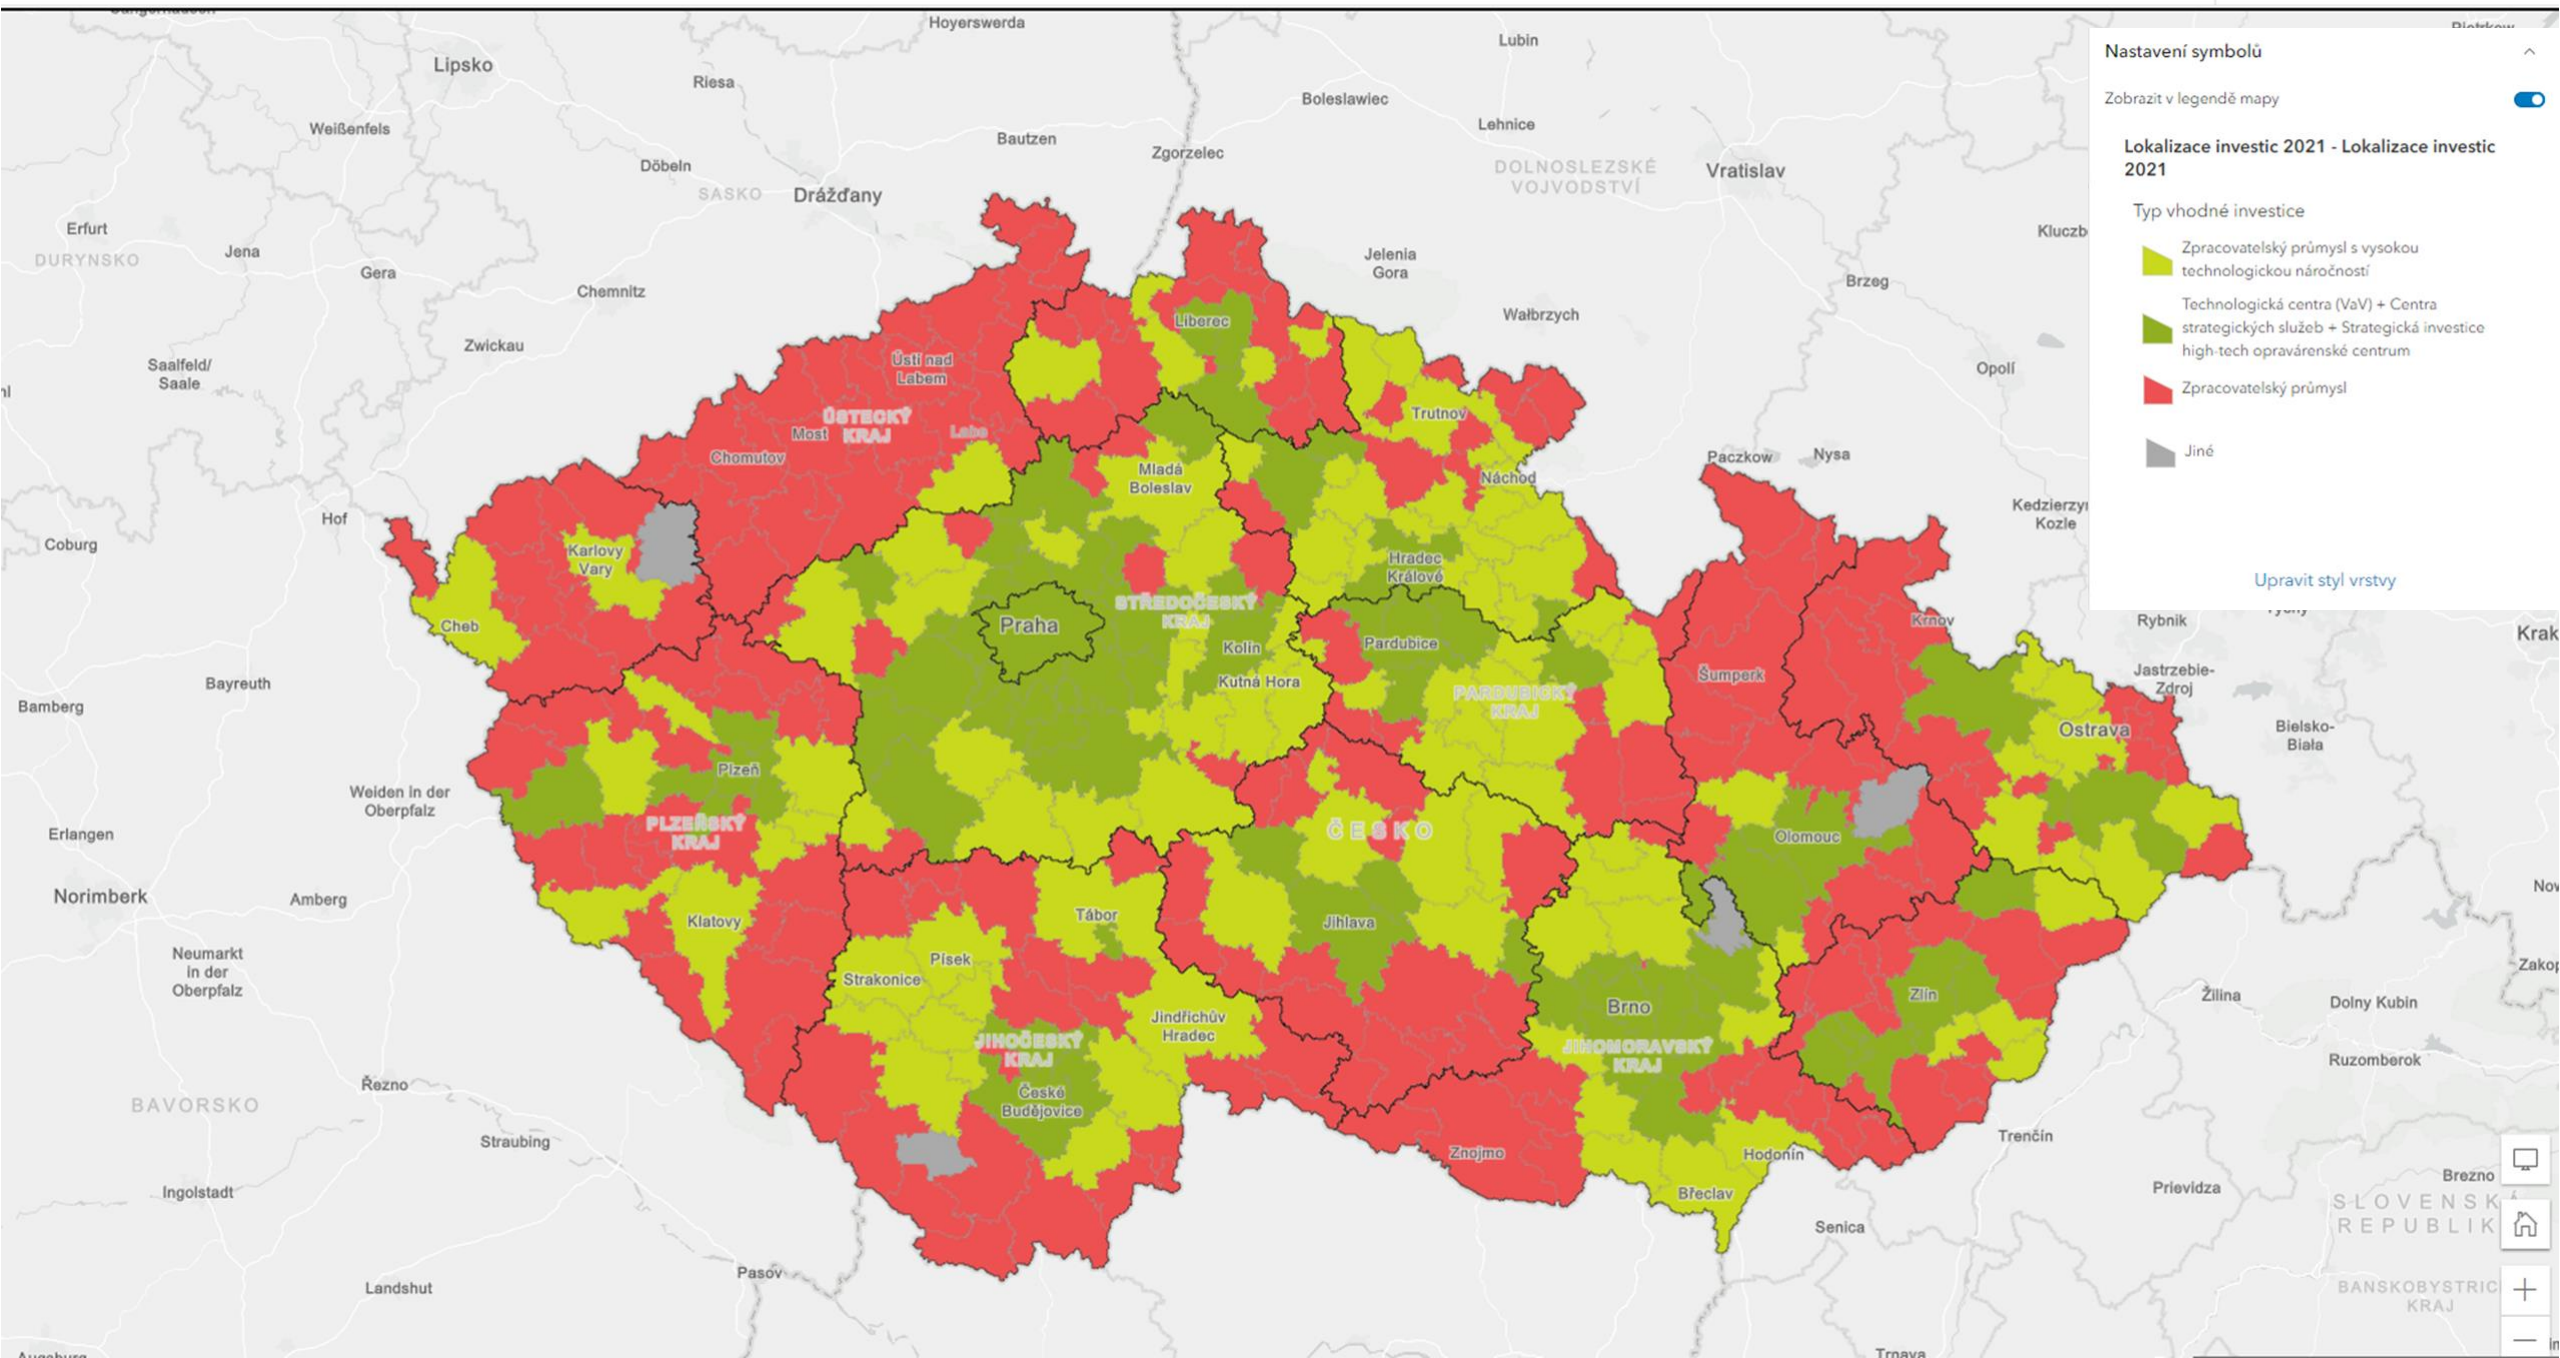 Hoyerswerda
Lubin
Lipsko
Riesa
Boleslawiec
Weißenfels
Lehnice
Bautzen
Zgorzelec
Döbeln
SASKO
Drážďany
DOLNOSLEZSKÉ
VOJVODSTVÍ
Vratislav
Erfurt
DURYNSKO
Jena
Gera
Chemnitz
Jelenia
Gora
Kluczb
Brzeg
Wałbrzych
Zwickau
Saalfeld/
Saale
Opolí
Liberec
Ústí nad
Labem
ÚSTECKÝ
KRAJ
Most
Labe
Chomutov
Trutnov
Mladá
Boleslav
Náchod
Paczkow
Nysa
Kedzierzy
Kozle
Hof
Coburg
Karlovy
Vary
Hradec
Králové
STŘEDOČESKÝ
KRAJ
Praha
Cheb
Kolín
Kutná Hora
Pardubice
PARDUBICKÝ
KRAJ
Šumperk
Krnov
Rybnik
Krak
Jastrzebie-
Zdroj
Bayreuth
Bamberg
Bielsko-
Biała
Ostrava
Plzeň
PLZEŇSKÝ
KRAJ
Weiden in der
Oberpfalz
Erlangen
ČESKO
Olomouc
Norimberk
Amberg
Klatovy
Tábor
Jihlava
Písek
Strakonice
Neumarkt
in der
Oberpfalz
Brno
Zlín
Žilina
Dolny Kubin
Zakop
Jindřichův
Hradec
JIHOČESKÝ
KRAJ
České
Budějovice
JIHOMORAVSKÝ
KRAJ
Ruzomberok
Řezno
BAVORSKO
Straubing
Znojmo
Hodonín
Břeclav
Trenčín
Brezno
Prievidza
SLOVENSK
REPUBLIK
Senica
Ingolstadt
Pasov
Landshut
BANSKOBYSTRIC
KRAJ
Trnava
Augsburg
Nastavení symbolů
Zobrazit v legendě mapy
Lokalizace investic 2021 - Lokalizace investic
2021
Typ vhodné investice
Zpracovatelský průmysl s vysokou
technologickou náročností
Technologická centra (VaV) + Centra
strategických služeb + Strategická investice
high-tech opravárenské centrum
Zpracovatelský průmysl
Jiné
Upravit styl vrstvy